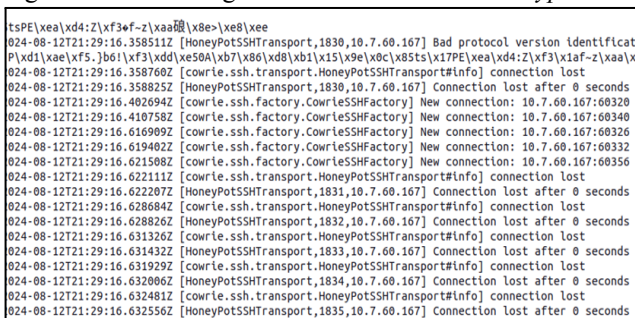 tsPE\xea\xd4:Z\xf3�f~z\xaa硠\x8e>\xe8\xee
024-08-12T21:29:16.358511Z [HoneyPotSSHTransport,1830,10.7.60.167] Bad protocol version identificat
P\xd1\xae\xf5.}b6!\xf3\xdd\xe50A\xb7\x86\xd8\xb1\x15\x9e\x0c\x85ts\x17PE\xea\xd4:Z\xf3\x1af~z\xaa\x
024-08-12T21:29:16.358760Z [cowrie.ssh.transport.HoneyPotSSHTransport#info] connection lost
024-08-12T21:29:16.358825Z [HoneyPotSSHTransport,1830,10.7.60.167] Connection lost after 0 seconds
024-08-12T21:29:16.402694Z [cowrie.ssh.factory.CowrieSSHFactory] New connection: 10.7.60.167:60320
024-08-12T21:29:16.410758Z [cowrie.ssh.factory.CowrieSSHFactory] New connection: 10.7.60.167:60340
024-08-12T21:29:16.616909Z [cowrie.ssh.factory.CowrieSSHFactory] New connection: 10.7.60.167:60326
024-08-12T21:29:16.619402Z [cowrie.ssh.factory.CowrieSSHFactory] New connection: 10.7.60.167:60332
024-08-12T21:29:16.621508Z [cowrie.ssh.factory.CowrieSSHFactory] New connection: 10.7.60.167:60356
024-08-12T21:29:16.622111Z [cowrie.ssh.transport.HoneyPotSSHTransport#info] connection lost
024-08-12T21:29:16.622207Z [HoneyPotSSHTransport,1831,10.7.60.167] Connection lost after 0 seconds
024-08-12T21:29:16.628684Z [cowrie.ssh.transport.HoneyPotSSHTransport#info] connection lost
024-08-12T21:29:16.628826Z [HoneyPotSSHTransport,1832,10.7.60.167] Connection lost after 0 seconds
024-08-12T21:29:16.631326Z [cowrie.ssh.transport.HoneyPotSSHTransport#info] connection lost
024-08-12T21:29:16.631432Z [HoneyPotSSHTransport,1833,10.7.60.167] Connection lost after 0 seconds
024-08-12T21:29:16.631929Z [cowrie.ssh.transport.HoneyPotSSHTransport#info] connection lost
024-08-12T21:29:16.632006Z [HoneyPotSSHTransport,1834,10.7.60.167] Connection lost after 0 seconds
024-08-12T21:29:16.632481Z [cowrie.ssh.transport.HoneyPotSSHTransport#info] connection lost
024-08-12T21:29:16.632556Z [HoneyPotSSHTransport,1835,10.7.60.167] Connection lost after 0 seconds